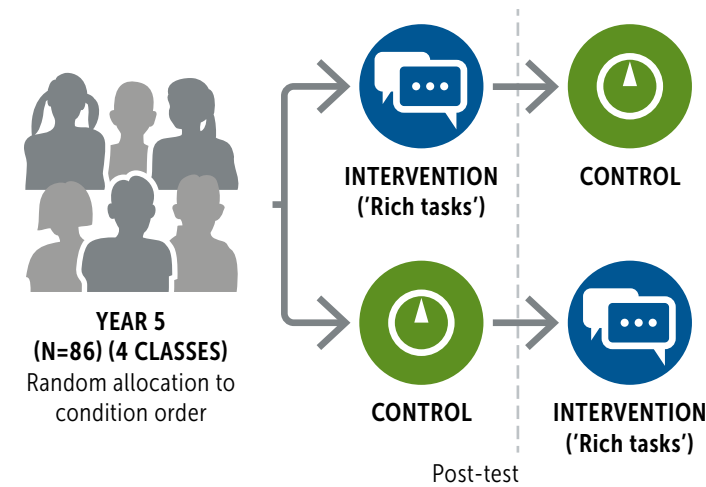 INTERVENTION
('Rich tasks')
CONTROL
YEAR 5
(N=86) (4 CLASSES)
Random allocation to
condition order
CONTROL
INTERVENTION
('Rich tasks')
Post-test